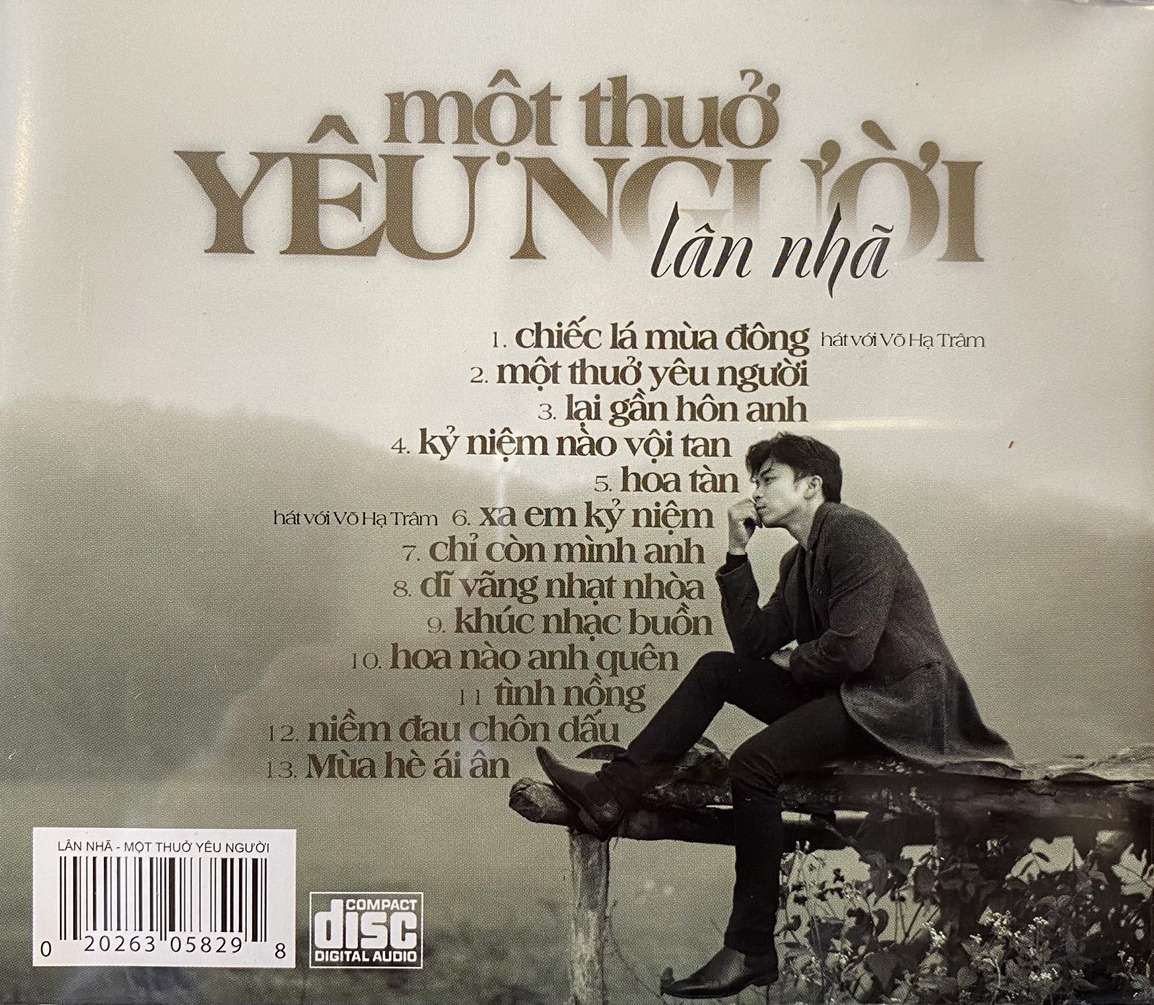 một thuở
YÊU NGƯỜI
lân nhã
1. chiếc lá mùa đông hát với Võ Hạ Trâm
2. một thuở yêu người
3. lại gần hôn anh
4. kỷ niệm nào vội tan
5. hoa tàn
hát với Võ Hạ Trâm 6. xa em kỷ niệm
7. chỉ còn mình anh
8. dĩ vãng nhạt nhòa
9. khúc nhạc buồn
10. hoa nào anh quên
11 tình nồng
12. niềm đau chôn dấu
13. Mùa hè ái ân
LÂN NHÃ - MỘT THUỞ YÊU NGƯỜI
0 20263 05829 8
COMPACT
disc
DIGITAL AUDIO